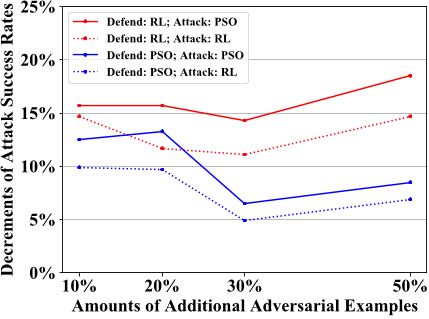 Decrements of Attack Success Rates
25%
20%
15%
10%
5%
0%
Defend: RL; Attack: PSO
Defend: RL; Attack: RL
Defend: PSO; Attack: PSO
Defend: PSO; Attack: RL
10% 20% 30% 50%
Amounts of Additional Adversarial Examples